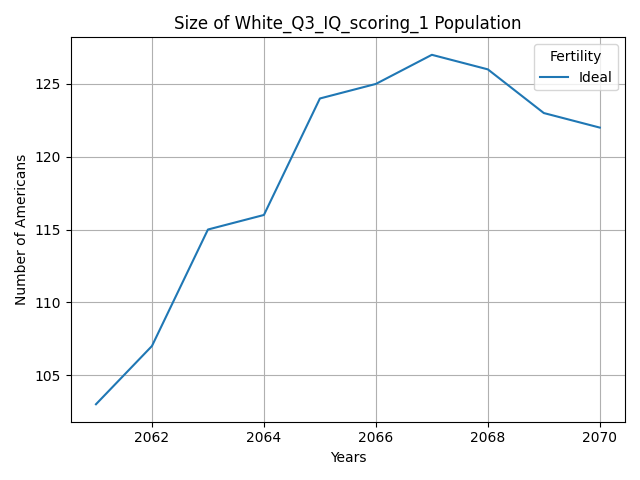 Size of White_Q3_IQ_scoring_1 Population
Fertility
Ideal
125
120
115
110
105
Number of Americans
2062 2064 2066 2068 2070
Years